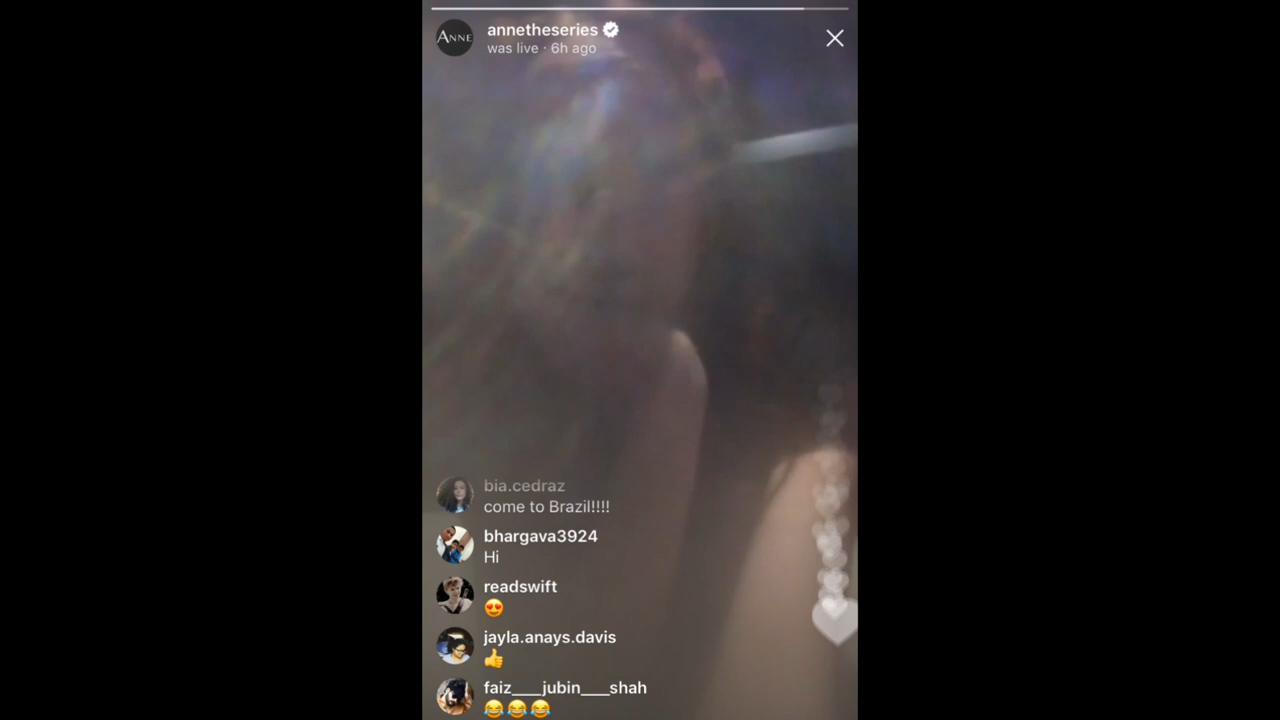 ANNE
annetheseries
was live · 6h ago
bia.cedraz
come to Brazil!!!!
bhargava3924
Hi
readswift
😍
jayla.anays.davis
👍
faiz___jubin___shah
😂😂😂